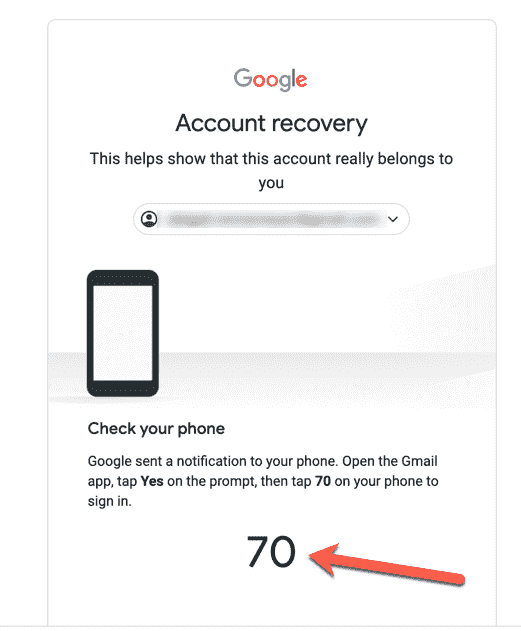 Google
Account recovery
This helps show that this account really belongs to
you
Check your phone
Google sent a notification to your phone. Open the Gmail
app, tap Yes on the prompt, then tap 70 on your phone to
sign in.
70